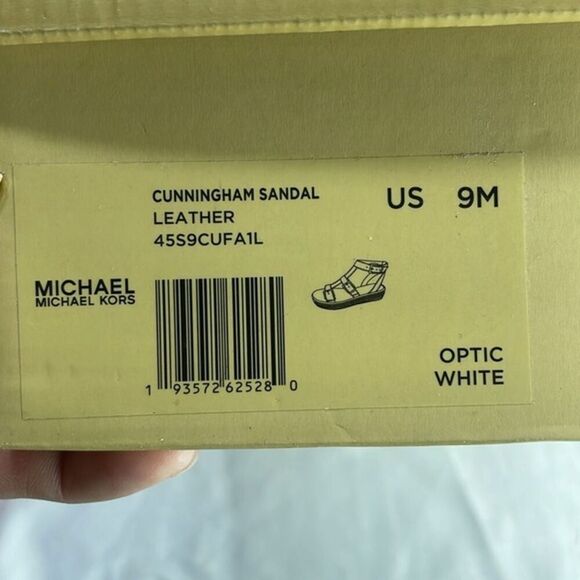 CUNNINGHAM SANDAL
LEATHER
45S9CUFA1L
US 9M
MICHAEL
MICHAEL KORS
1 93572 62528 0
OPTIC
WHITE